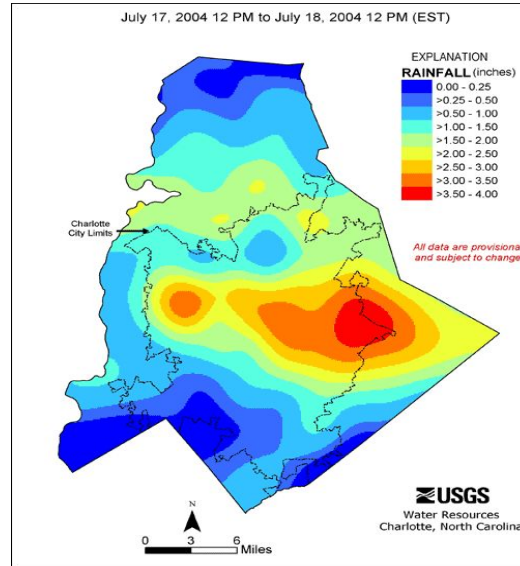 July 17, 2004 12 PM to July 18, 2004 12 PM (EST)
EXPLANATION
RAINFALL (inches)
0.00 - 0.25
>0.25 - 0.50
>0.50 - 1.00
>1.00 - 1.50
>1.50 - 2.00
>2.00 - 2.50
>2.50 - 3.00
>3.00 - 3.50
>3.50 - 4.00
Charlotte
City Limits
All data are provisional
and subject to change
N
0 3 6
Miles
USGS
Water Resources
Charlotte, North Carolina